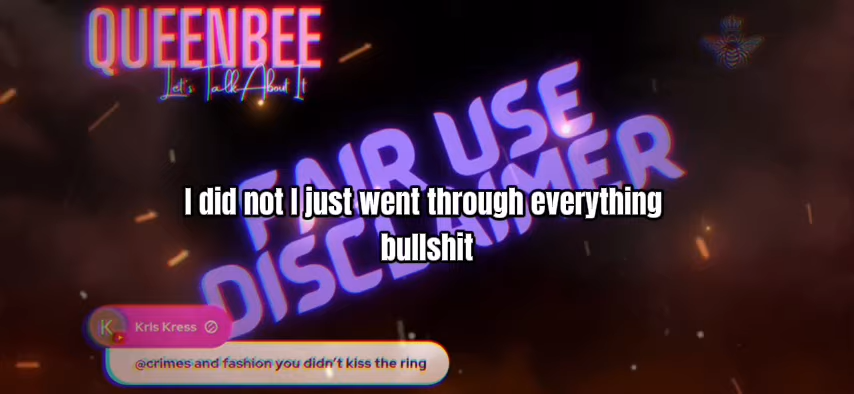 QUEENBEE
Let's Talk About It
FAIR USE
DISCLAIMER
I did not I just went through everything
bullshit
Kris Kress
@crimes and fashion you didn't kiss the ring